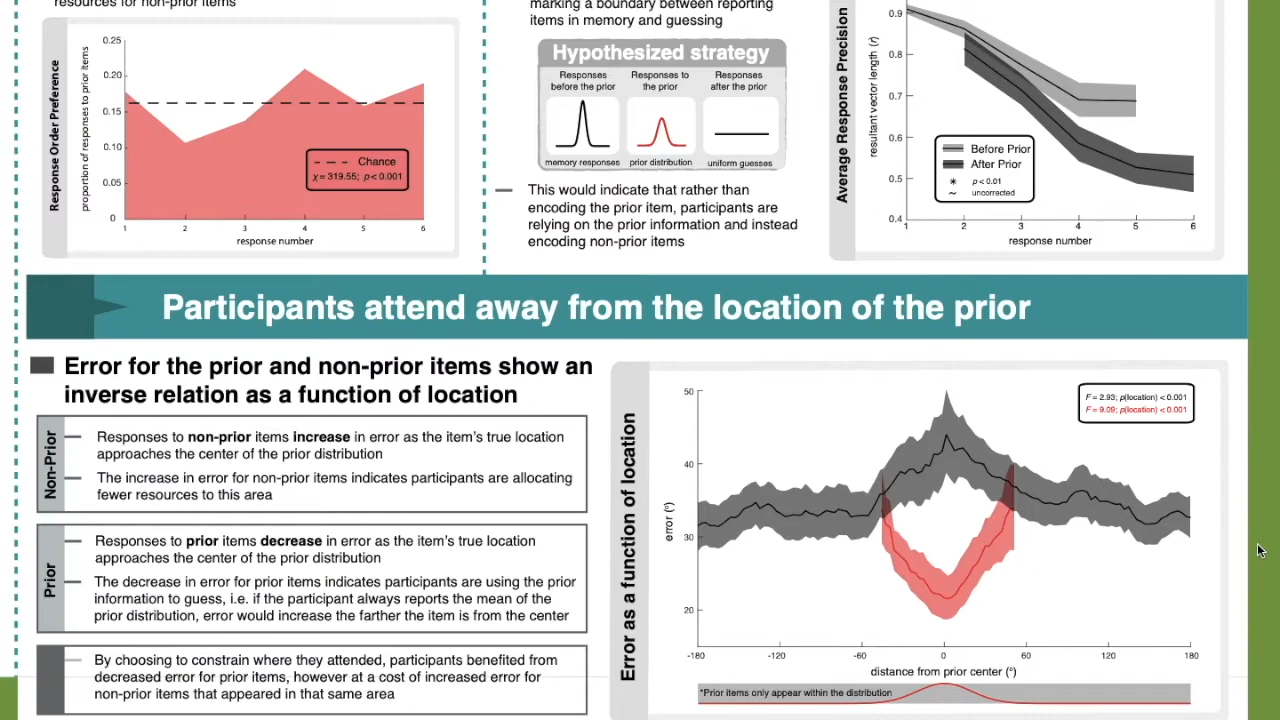 resources for non-prior items
Response Order Preference
proportion of responses to prior items
0.25
0.20
0.15
0.10
0.05
0
Chance
χ = 319.55; p < 0.001
1 2 3 4 5 6
response number
marking a boundary between reporting
items in memory and guessing
Hypothesized strategy
Responses before the prior
Responses to the prior
Responses after the prior
memory responses
prior distribution
uniform guesses
This would indicate that rather than
encoding the prior item, participants are
relying on the prior information and instead
encoding non-prior items
Average Response Precision
resultant vector length (r)
0.9
0.7
0.6
0.5
0.4
Before Prior
After Prior
* p < 0.01
~ uncorrected
1 2 3 4 5 6
response number
Participants attend away from the location of the prior
Error for the prior and non-prior items show an
inverse relation as a function of location
Non-Prior
Responses to non-prior items increase in error as the item's true location
approaches the center of the prior distribution
The increase in error for non-prior items indicates participants are allocating
fewer resources to this area
Prior
Responses to prior items decrease in error as the item's true location
approaches the center of the prior distribution
The decrease in error for prior items indicates participants are using the prior
information to guess, i.e. if the participant always reports the mean of the
prior distribution, error would increase the farther the item is from the center
By choosing to constrain where they attended, participants benefited from
decreased error for prior items, however at a cost of increased error for
non-prior items that appeared in that same area
Error as a function of location
error (°)
50
40
30
20
F = 2.93; p(location) < 0.001
F = 9.09; p(location) < 0.001
-180 -120 -60 0 60 120 180
distance from prior center (°)
*Prior items only appear within the distribution